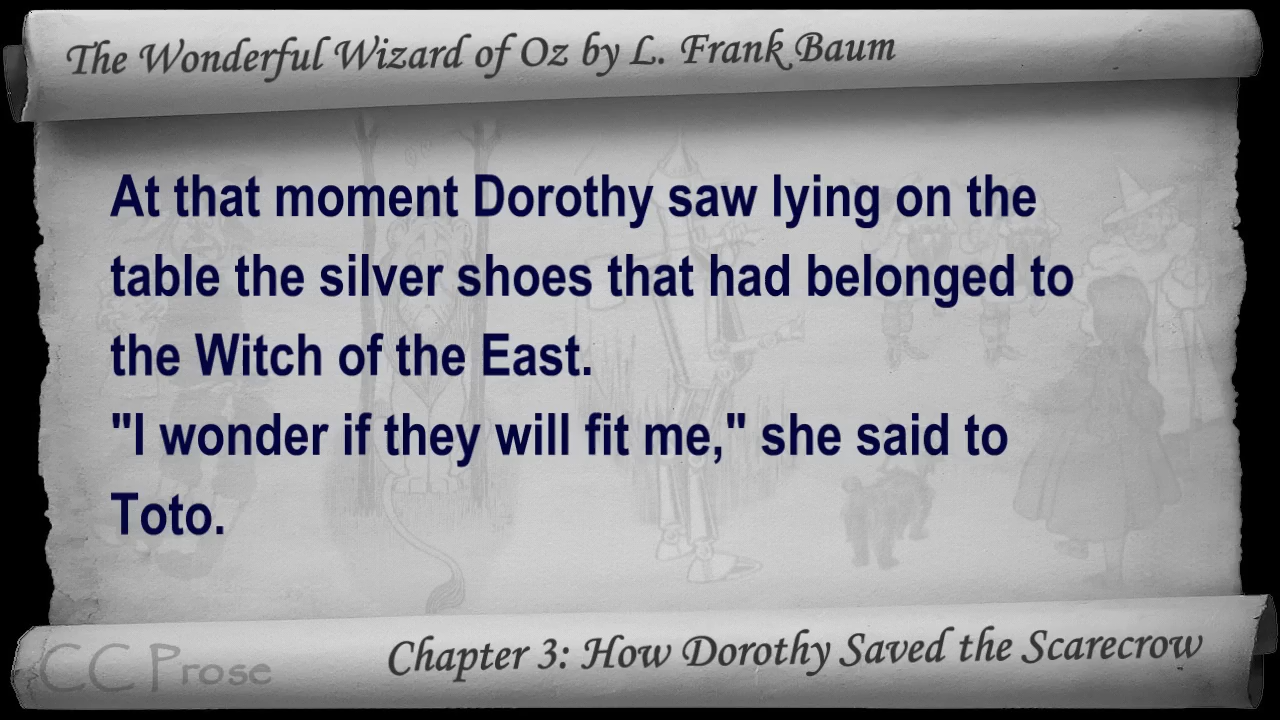 The Wonderful Wizard of Oz by L. Frank Baum
At that moment Dorothy saw lying on the
table the silver shoes that had belonged to
the Witch of the East.
"I wonder if they will fit me," she said to
Toto.
Chapter 3: How Dorothy Saved the Scarecrow
CC Prose